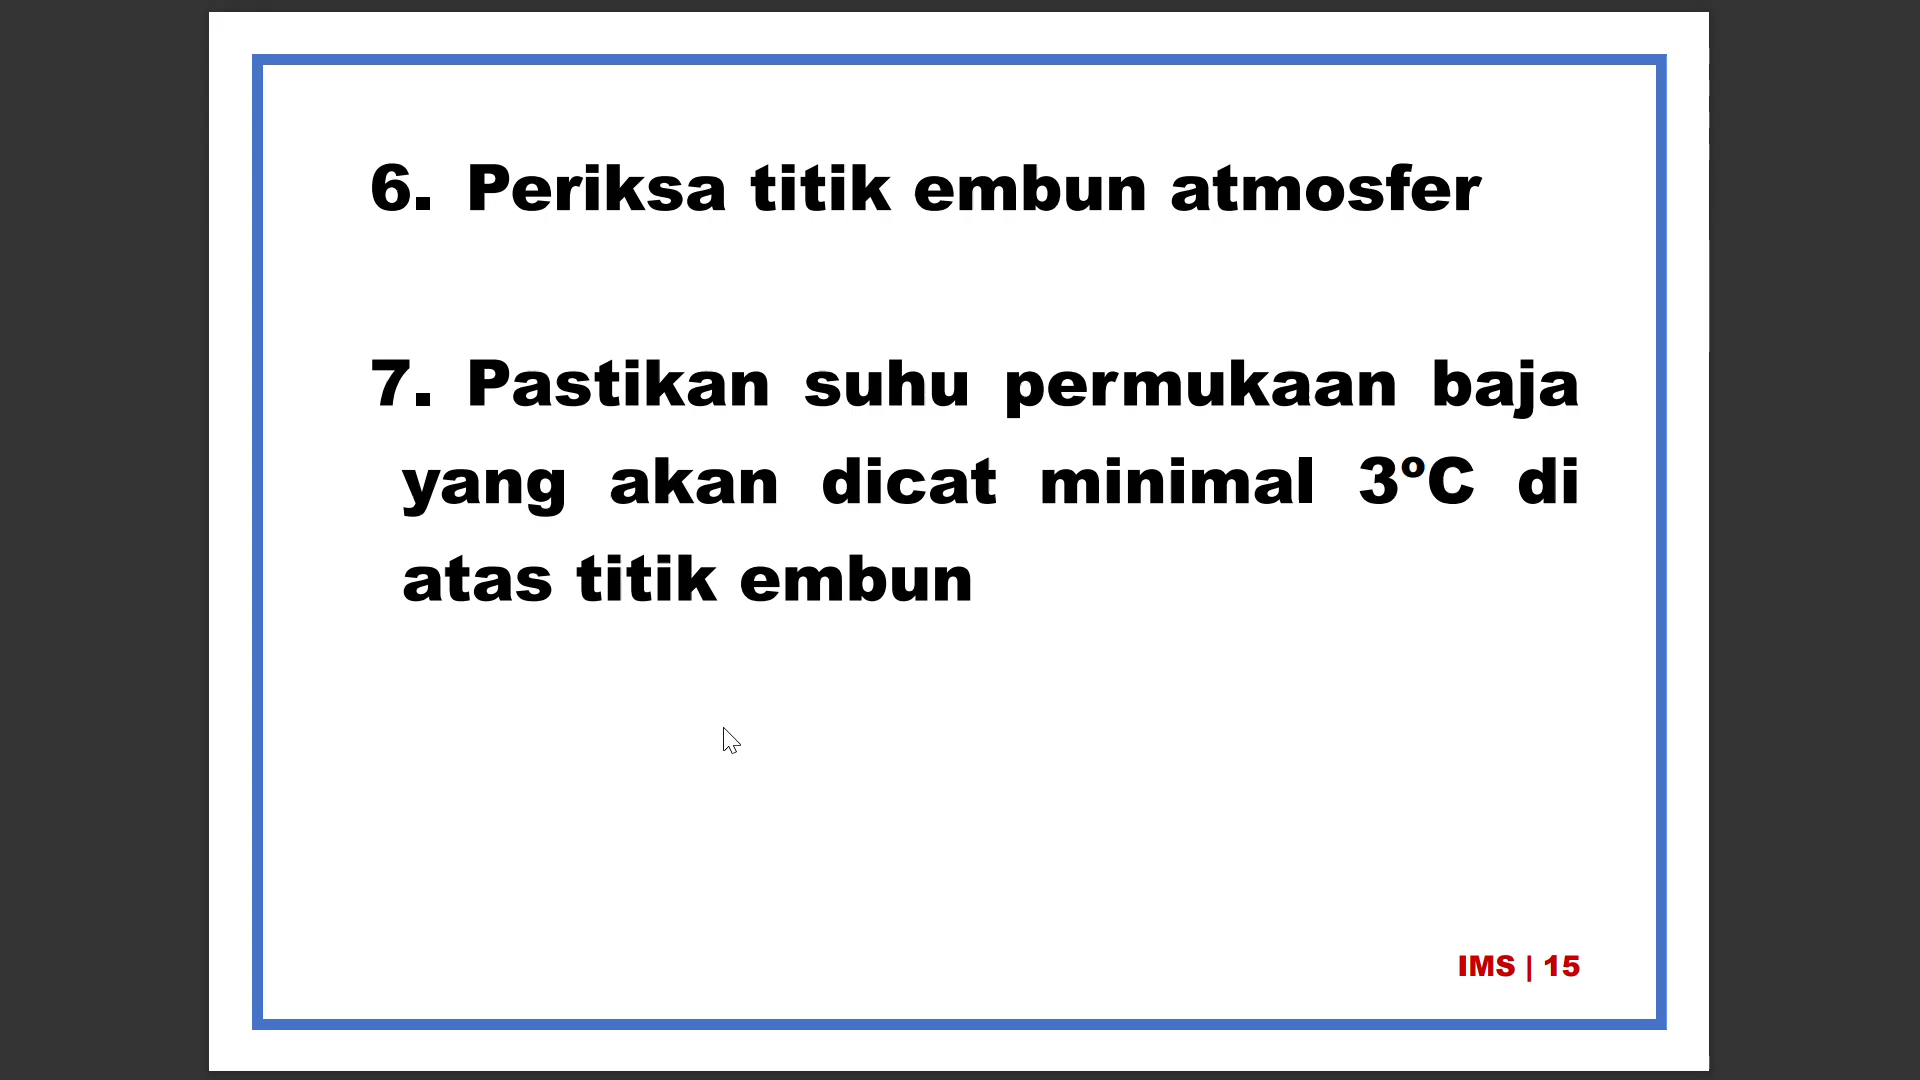 6. Periksa titik embun atmosfer
7. Pastikan suhu permukaan baja
yang akan dicat minimal 3ºC di
atas titik embun
IMS | 15